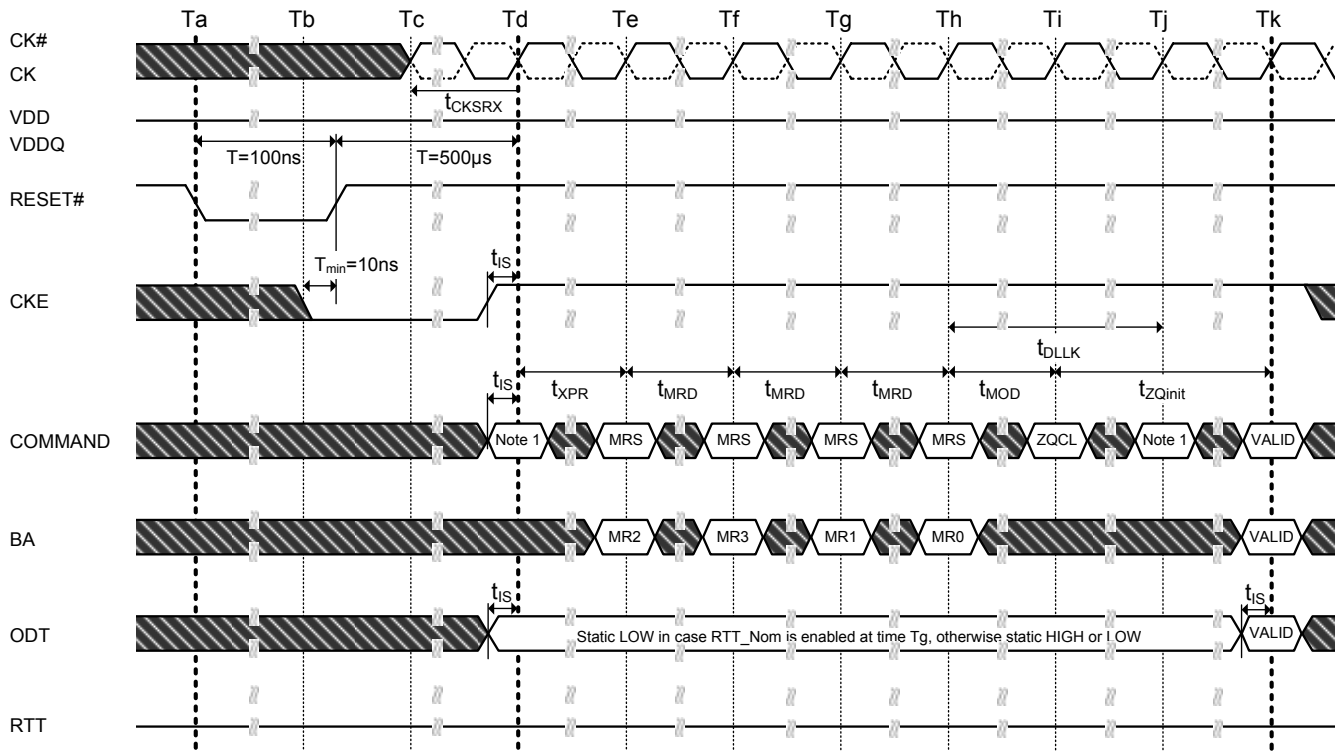 Ta Tb Tc Td Te Tf Tg Th Ti Tj Tk
CK#
CK
tCKSRX
VDD
VDDQ
T=100ns T=500µs
RESET#
Tmin=10ns tIS
CKE
tDLLK
tIS tXPR tMRD tMRD tMRD tMOD tZQinit
COMMAND Note 1 MRS MRS MRS MRS ZQCL Note 1 VALID
BA MR2 MR3 MR1 MR0 VALID
tIS tIS
ODT Static LOW in case RTT_Nom is enabled at time Tg, otherwise static HIGH or LOW VALID
RTT